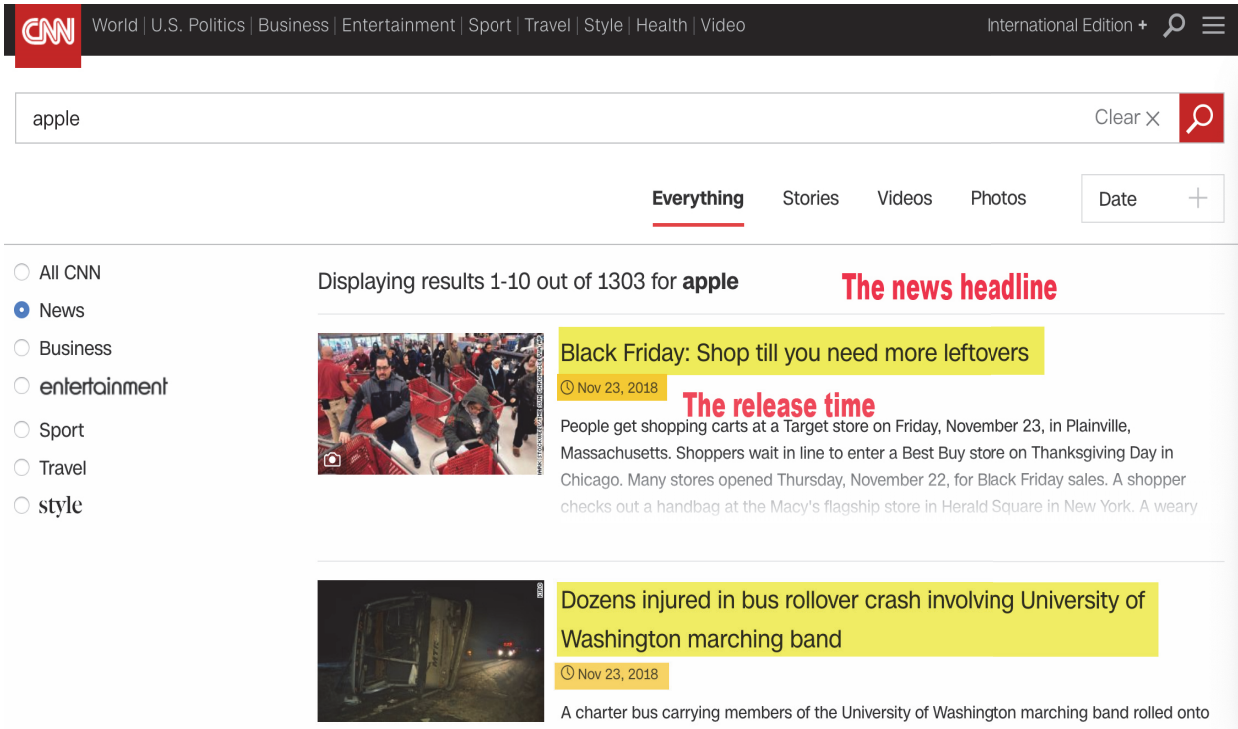 CNN
World | U.S. Politics | Business | Entertainment | Sport | Travel | Style | Health | Video
International Edition +
apple
Clear
Everything
Stories
Videos
Photos
Date
All CNN
News
Business
entertainment
Sport
Travel
style
Displaying results 1-10 out of 1303 for apple
The news headline
Black Friday: Shop till you need more leftovers
Nov 23, 2018
The release time
People get shopping carts at a Target store on Friday, November 23, in Plainville,
Massachusetts. Shoppers wait in line to enter a Best Buy store on Thanksgiving Day in
Chicago. Many stores opened Thursday, November 22, for Black Friday sales. A shopper
checks out a handbag at the Macy's flagship store in Herald Square in New York. A weary
Dozens injured in bus rollover crash involving University of
Washington marching band
Nov 23, 2018
A charter bus carrying members of the University of Washington marching band rolled onto